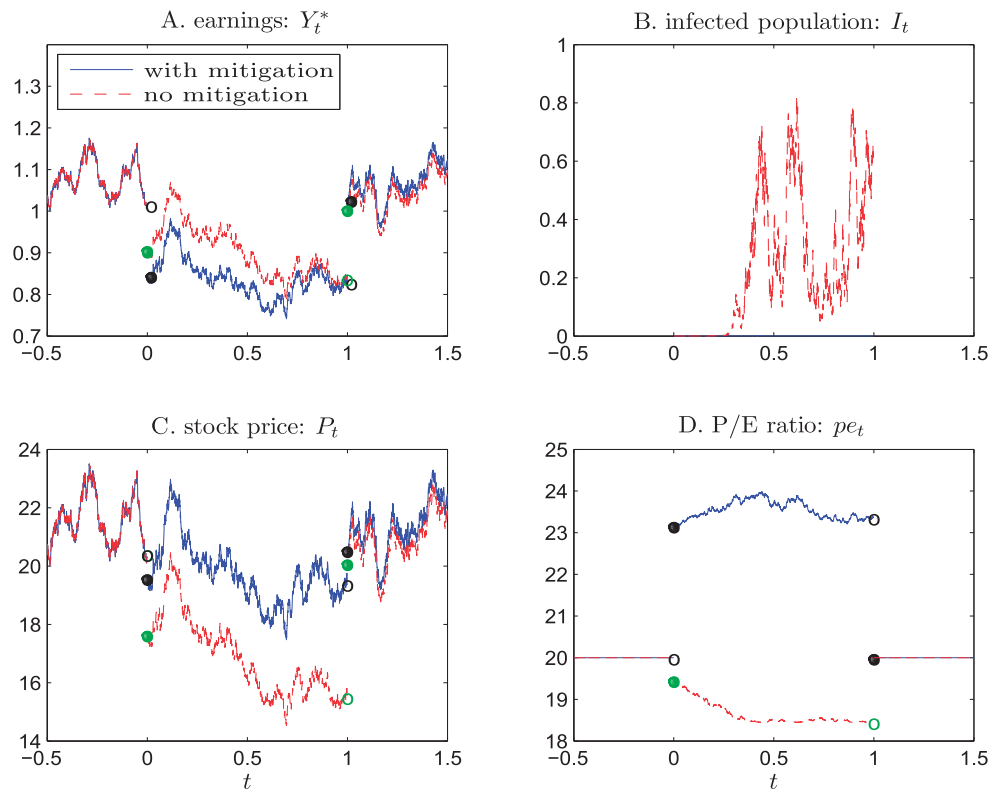 A. earnings: Y_t^*
1.3
1.2
1.1
1
0.9
0.8
0.7
−0.5 0 0.5 1 1.5
with mitigation
no mitigation
B. infected population: I_t
1
0.8
0.6
0.4
0.2
0
−0.5 0 0.5 1 1.5
C. stock price: P_t
24
22
20
18
16
14
−0.5 0 0.5 1 1.5
t
D. P/E ratio: pe_t
25
24
23
22
21
20
19
18
−0.5 0 0.5 1 1.5
t